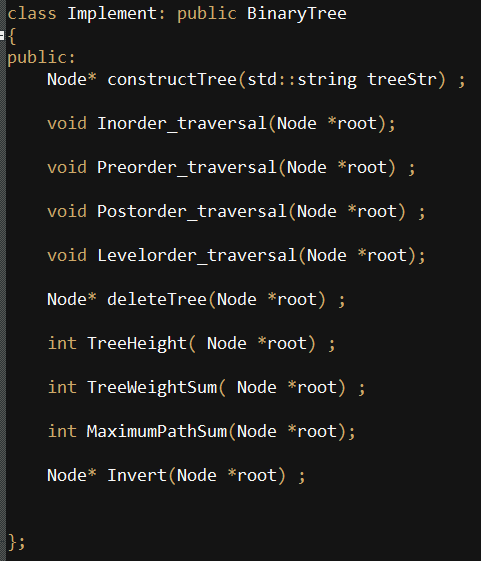 class Implement: public BinaryTree
{
public:
    Node* constructTree(std::string treeStr) ;
    void Inorder_traversal(Node *root);
    void Preorder_traversal(Node *root) ;
    void Postorder_traversal(Node *root) ;
    void Levelorder_traversal(Node *root);
    Node* deleteTree(Node *root) ;
    int TreeHeight( Node *root) ;
    int TreeWeightSum( Node *root) ;
    int MaximumPathSum(Node *root);
    Node* Invert(Node *root) ;
};